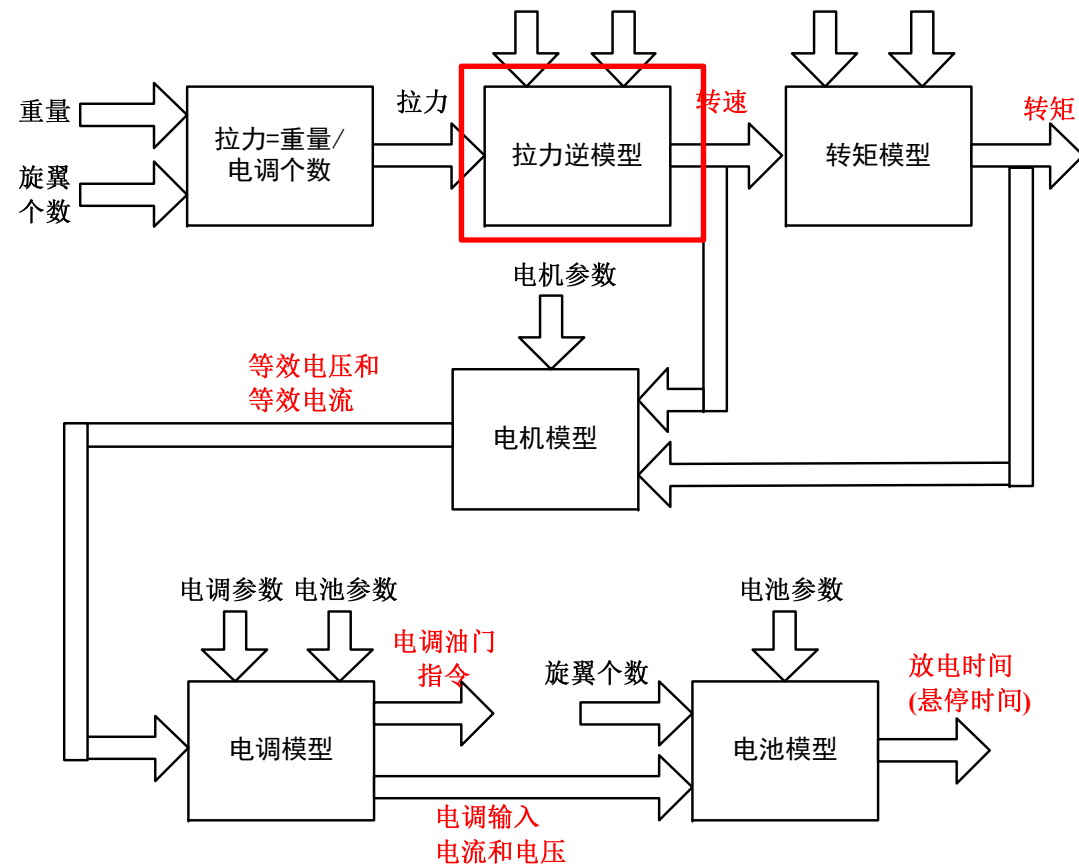 重量
旋翼
个数
拉力=重量/
电调个数
拉力
拉力逆模型
转速
转矩模型
转矩
电机参数
等效电压和
等效电流
电机模型
电调参数
电池参数
电调油门
指令
旋翼个数
电池参数
放电时间
(悬停时间)
电调模型
电池模型
电调输入
电流和电压